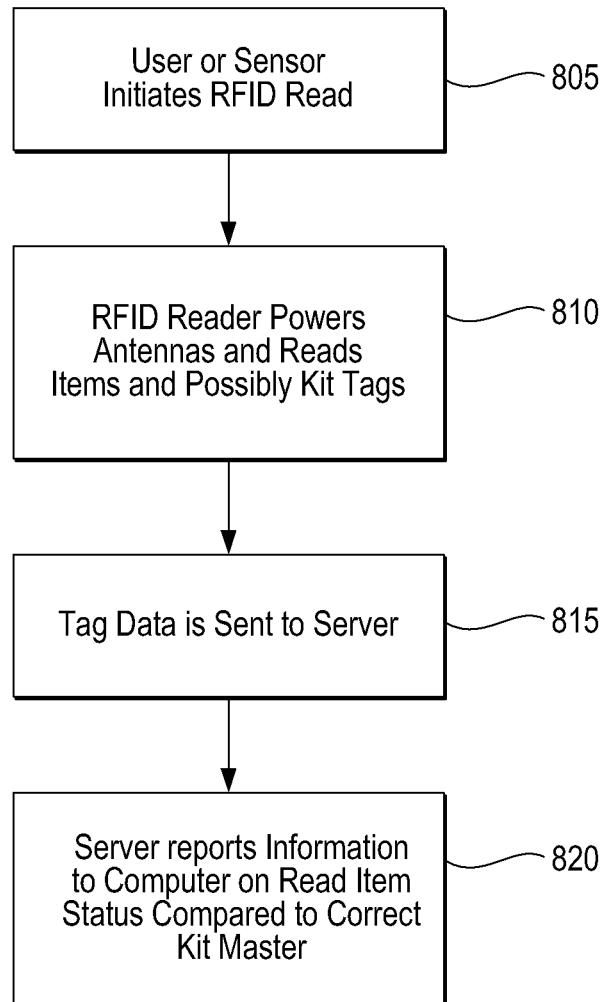 User or Sensor
Initiates RFID Read
805
RFID Reader Powers
Antennas and Reads
Items and Possibly Kit Tags
810
Tag Data is Sent to Server
815
Server reports Information
to Computer on Read Item
Status Compared to Correct
Kit Master
820